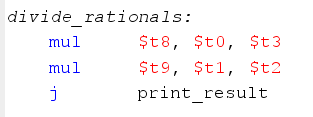 divide_rationals:
mul $t8, $t0, $t3
mul $t9, $t1, $t2
j print_result